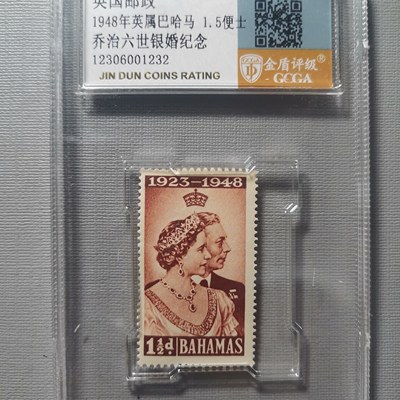 英国邮政
1948年英属巴哈马 1.5便士
乔治六世银婚纪念
12306001232
JIN DUN COINS RATING
金盾评级®
GCGA
1923-1948
1½d BAHAMAS